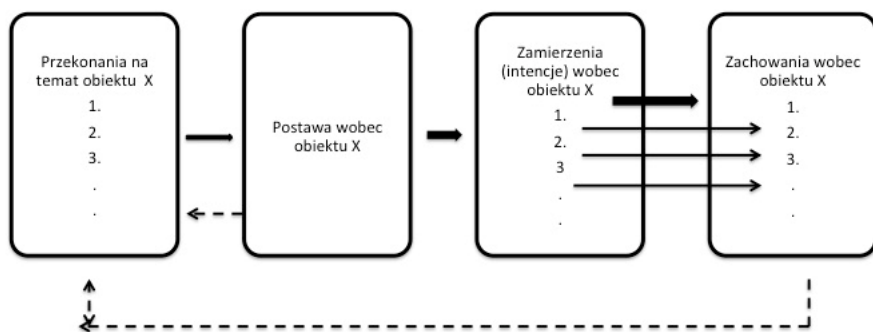 Przekonania na
temat obiektu X
1.
2.
3.
.
.
Postawa wobec
obiektu X
Zamierzenia
(intencje) wobec
obiektu X
1.
2.
3
.
.
Zachowania wobec
obiektu X
1.
2.
3.
.
.